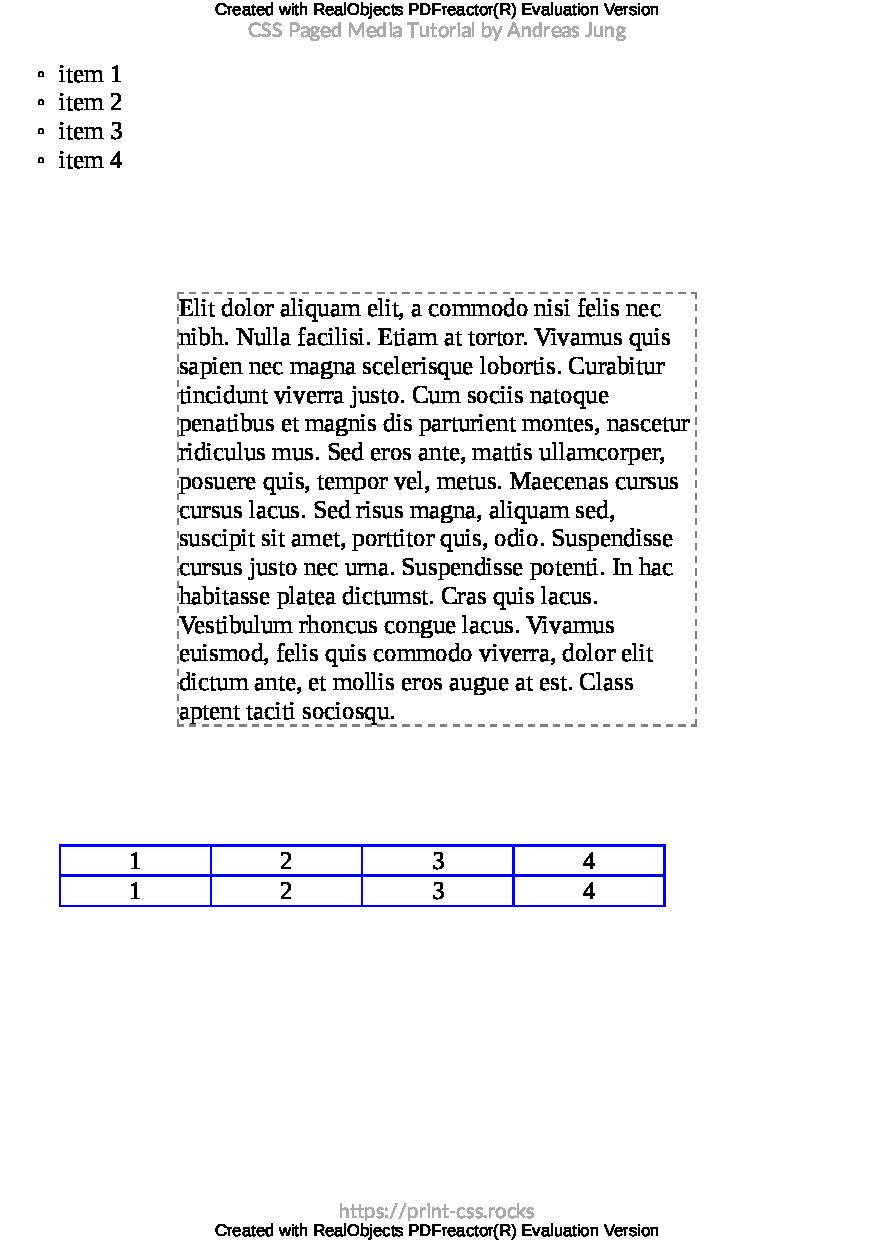 Created with RealObjects PDFreactor(R) Evaluation Version
CSS Paged Media Tutorial by Andreas Jung
▫ item 1
▫ item 2
▫ item 3
▫ item 4
Elit dolor aliquam elit, a commodo nisi felis nec
nibh. Nulla facilisi. Etiam at tortor. Vivamus quis
sapien nec magna scelerisque lobortis. Curabitur
tincidunt viverra justo. Cum sociis natoque
penatibus et magnis dis parturient montes, nascetur
ridiculus mus. Sed eros ante, mattis ullamcorper,
posuere quis, tempor vel, metus. Maecenas cursus
cursus lacus. Sed risus magna, aliquam sed,
suscipit sit amet, porttitor quis, odio. Suspendisse
cursus justo nec urna. Suspendisse potenti. In hac
habitasse platea dictumst. Cras quis lacus.
Vestibulum rhoncus congue lacus. Vivamus
euismod, felis quis commodo viverra, dolor elit
dictum ante, et mollis eros augue at est. Class
aptent taciti sociosqu.
1 2 3 4
1 2 3 4
https://print-css.rocks
Created with RealObjects PDFreactor(R) Evaluation Version